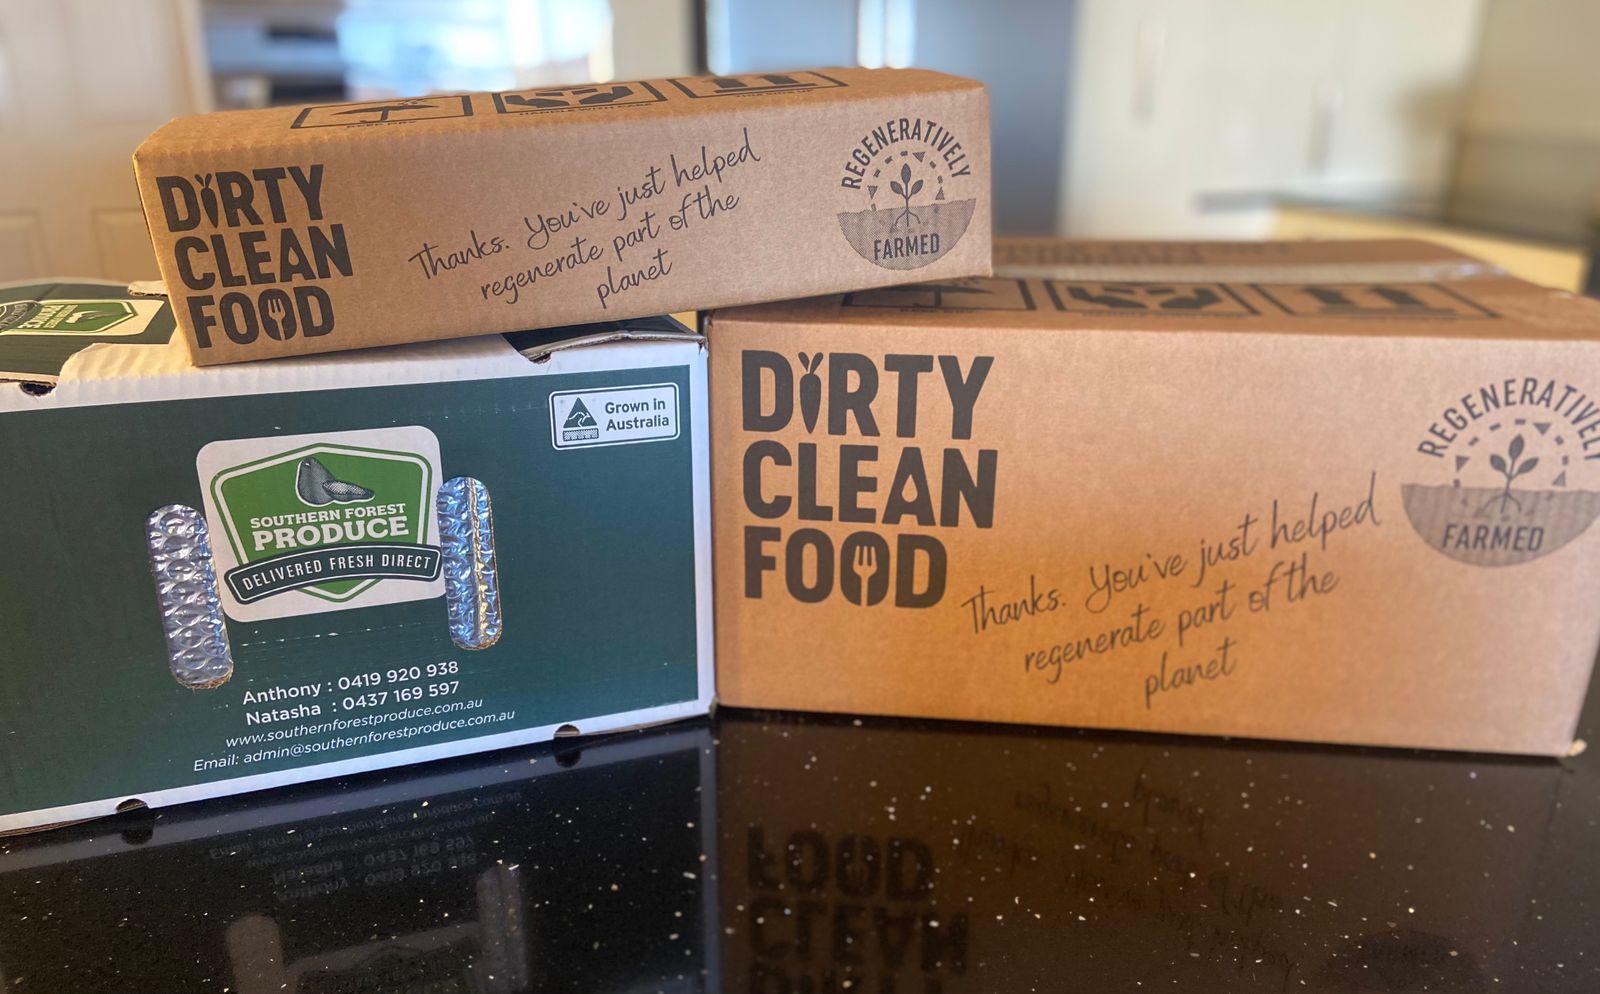 DIRTY
CLEAN
FOOD
Thanks. You've just helped
regenerate part of the
planet
REGENERATIVELY
FARMED
Grown in
Australia
SOUTHERN FOREST
PRODUCE
DELIVERED FRESH DIRECT
Anthony : 0419 920 938
Natasha : 0437 169 597
www.southernforestproduce.com.au
Email: admin@southernforestproduce.com.au
DIRTY
CLEAN
FOOD
Thanks. You've just helped
regenerate part of the
planet
REGENERATIVELY
FARMED